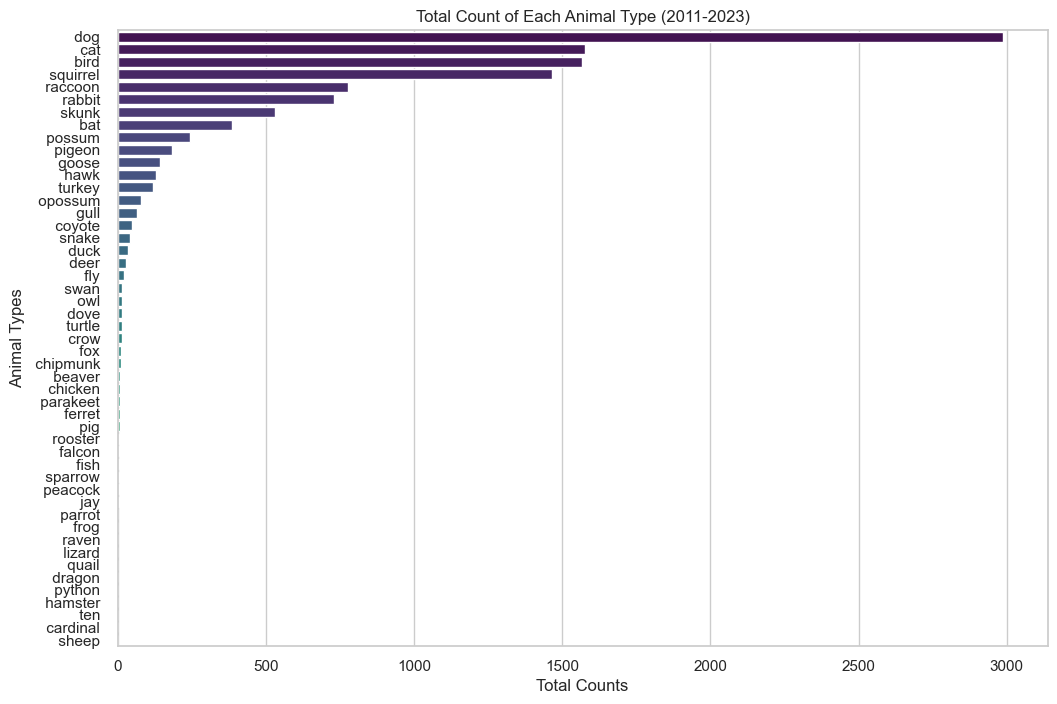 Total Count of Each Animal Type (2011-2023)
dog
cat
bird
squirrel
raccoon
rabbit
skunk
bat
possum
pigeon
goose
hawk
turkey
opossum
gull
coyote
snake
duck
deer
fly
swan
owl
dove
turtle
crow
fox
chipmunk
beaver
chicken
parakeet
ferret
pig
rooster
falcon
fish
sparrow
peacock
jay
parrot
frog
raven
lizard
quail
dragon
python
hamster
ten
cardinal
sheep
Animal Types
0 500 1000 1500 2000 2500 3000
Total Counts